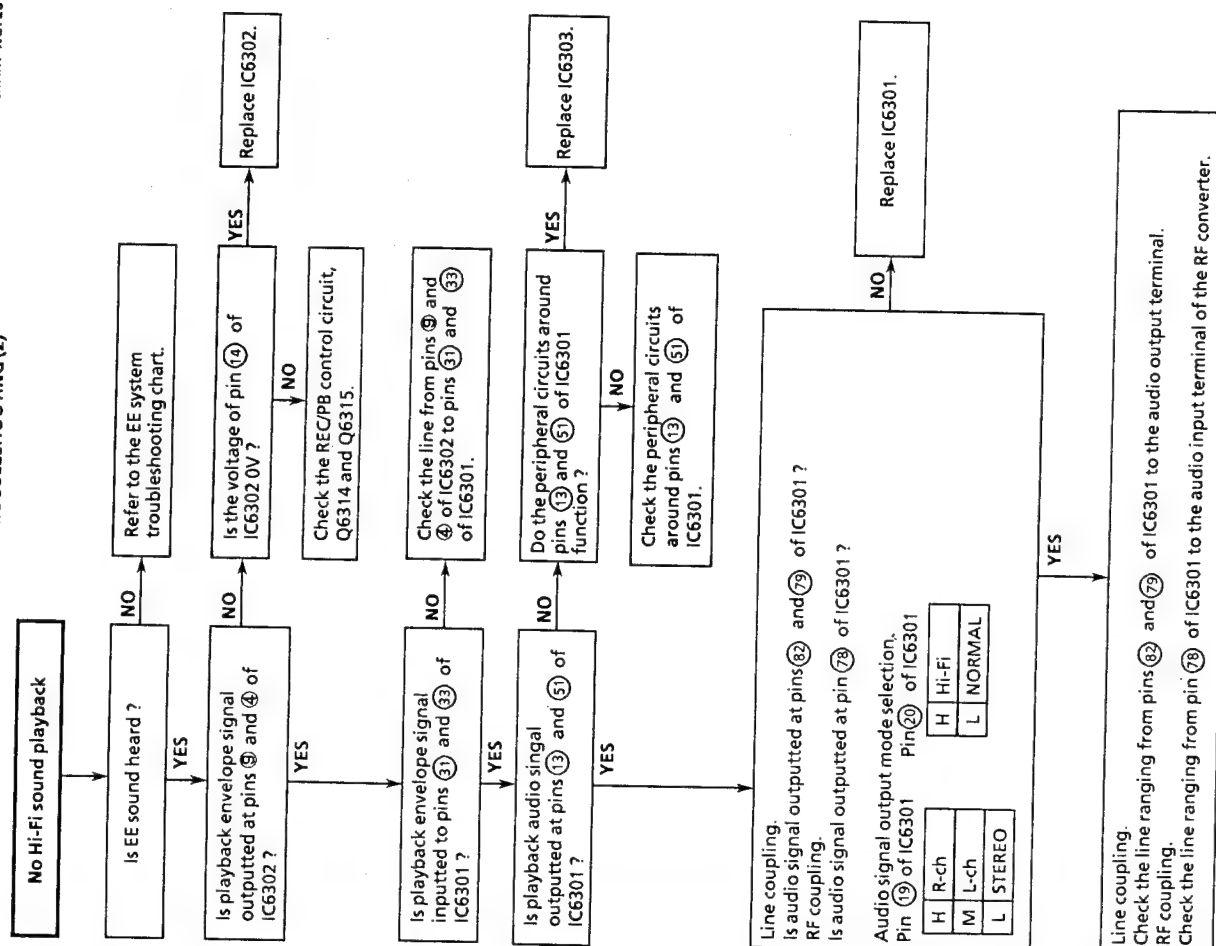 TROUBLESHOOTING (2)
No Hi-Fi sound playback
Is EE sound heard ?
NO
Refer to the EE system
troubleshooting chart.
YES
Is playback envelope signal
outputted at pins ⑨ and ④ of
IC6302 ?
NO
Is the voltage of pin ⑭ of
IC6302 0V ?
YES
Replace IC6302.
NO
Check the REC/PB control circuit,
Q6314 and Q6315.
YES
Is playback envelope signal
inputted to pins ㉛ and ㉝ of
IC6301 ?
NO
Check the line from pins ⑨ and
④ of IC6302 to pins ㉛ and ㉝
of IC6301.
YES
Is playback audio singal
outputted at pins ⑬ and 51 of
IC6301 ?
NO
Do the peripheral circuits around
pins ⑬ and 51 of IC6301
function ?
YES
Replace IC6303.
NO
Check the peripheral circuits
around pins ⑬ and 51 of
IC6301.
YES
Line coupling.
Is audio signal outputted at pins 82 and 79 of IC6301 ?
RF coupling.
Is audio signal outputted at pin 78 of IC6301 ?
Audio signal output mode selection.
Pin ⑲ of IC6301
H R-ch
M L-ch
L STEREO
Pin ⑳ of IC6301
H Hi-Fi
L NORMAL
NO
Replace IC6301.
YES
Line coupling.
Check the line ranging from pins 82 and 79 of IC6301 to the audio output terminal.
RF coupling.
Check the line ranging from pin 78 of IC6301 to the audio input terminal of the RF converter.